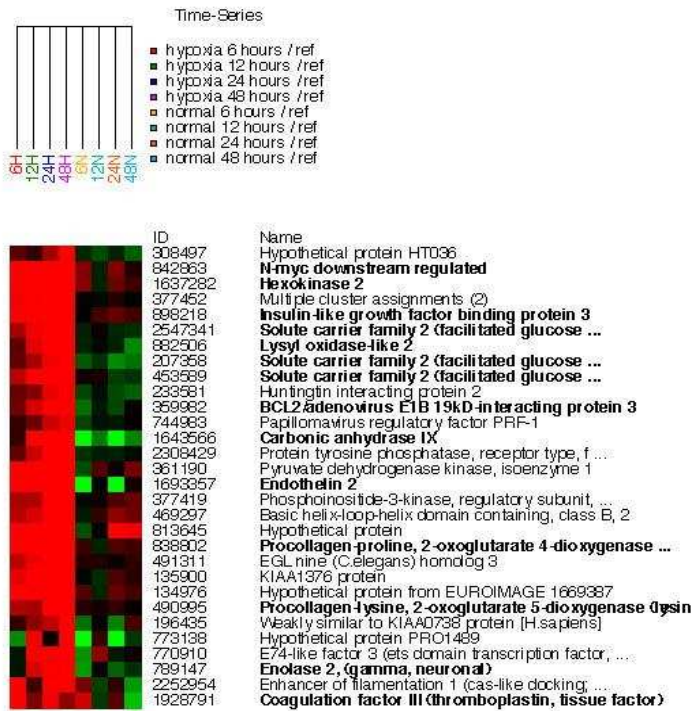 Time-Series
hypoxia 6 hours /ref
hypoxia 12 hours /ref
hypoxia 24 hours /ref
hypoxia 48 hours /ref
normal 6 hours /ref
normal 12 hours /ref
normal 24 hours /ref
normal 48 hours /ref
6H 12H 24H 48H 6N 12N 24N 48N
ID Name
308497 Hypothetical protein HT036
842863 N-myc downstream regulated
1637282 Hexokinase 2
377452 Multiple cluster assignments (2)
898218 Insulin-like growth factor binding protein 3
2547341 Solute carrier family 2 (facilitated glucose ...
882506 Lysyl oxidase-like 2
207358 Solute carrier family 2 (facilitated glucose ...
453589 Solute carrier family 2 (facilitated glucose ...
233581 Huntingtin interacting protein 2
359982 BCL2/adenovirus E1B 19kD-interacting protein 3
744983 Papillomavirus regulatory factor PRF-1
1643566 Carbonic anhydrase IX
2308429 Protein tyrosine phosphatase, receptor type, f ...
361190 Pyruvate dehydrogenase kinase, isoenzyme 1
1693357 Endothelin 2
377419 Phosphoinositide-3-kinase, regulatory subunit, ...
469297 Basic helix-loop-helix domain containing, class B, 2
813645 Hypothetical protein
838802 Procollagen-proline, 2-oxoglutarate 4-dioxygenase ...
491311 EGL nine (C.elegans) homolog 3
135900 KIAA1376 protein
134976 Hypothetical protein from EUROIMAGE 1669387
490995 Procollagen-lysine, 2-oxoglutarate 5-dioxygenase (lysin
196435 Weakly similar to KIAA0738 protein [H.sapiens]
773138 Hypothetical protein PRO1489
770910 E74-like factor 3 (ets domain transcription factor, ...
789147 Enolase 2, (gamma, neuronal)
2252954 Enhancer of filamentation 1 (cas-like docking; ...
1928791 Coagulation factor III (thromboplastin, tissue factor)